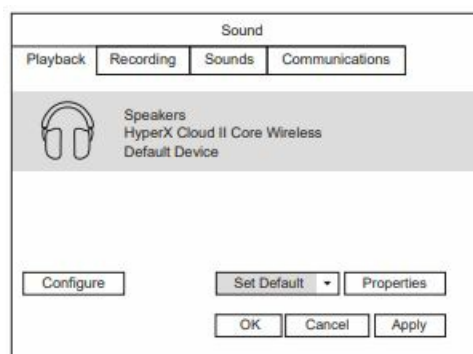 Sound
Playback Recording Sounds Communications
Speakers
HyperX Cloud II Core Wireless
Default Device
Configure Set Default Properties
OK Cancel Apply